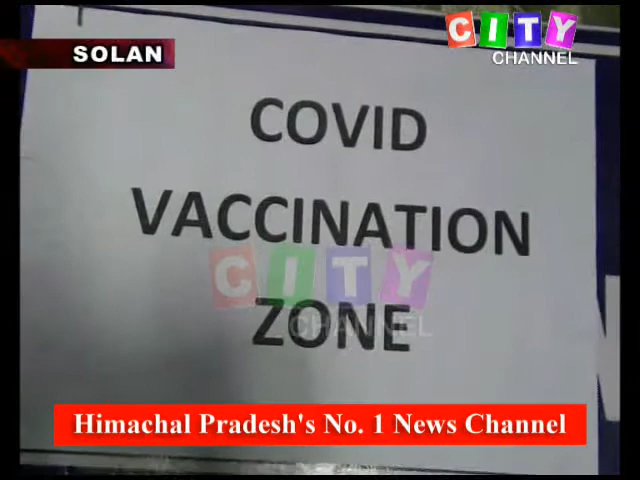 SOLAN
CITY
CHANNEL
COVID
VACCINATION
CITY
ZONE
CHANNEL
Himachal Pradesh's No. 1 News Channel